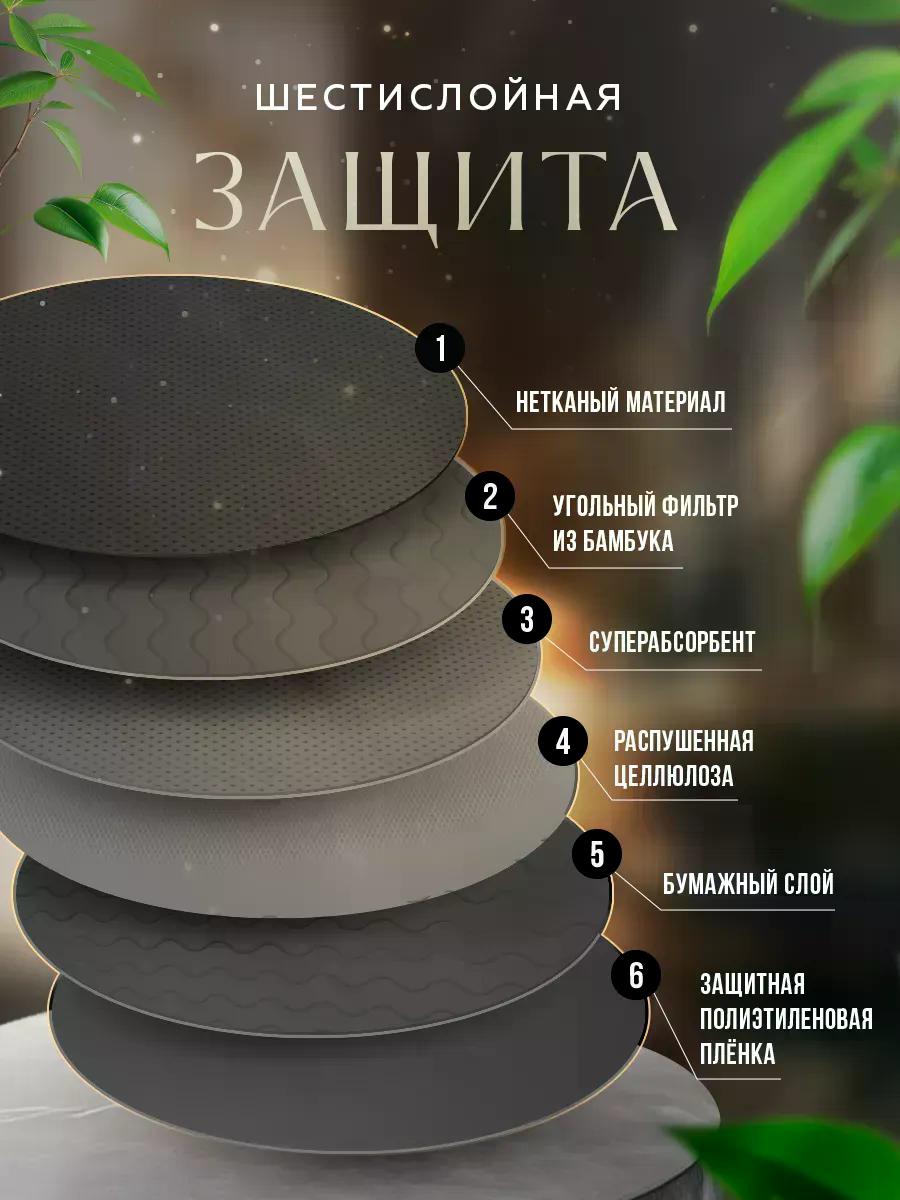 ШЕСТИСЛОЙНАЯ
ЗАЩИТА
1
НЕТКАНЫЙ МАТЕРИАЛ
2
УГОЛЬНЫЙ ФИЛЬТР
ИЗ БАМБУКА
3
СУПЕРАБСОРБЕНТ
4
РАСПУШЕННАЯ
ЦЕЛЛЮЛОЗА
5
БУМАЖНЫЙ СЛОЙ
6
ЗАЩИТНАЯ
ПОЛИЭТИЛЕНОВАЯ
ПЛЁНКА